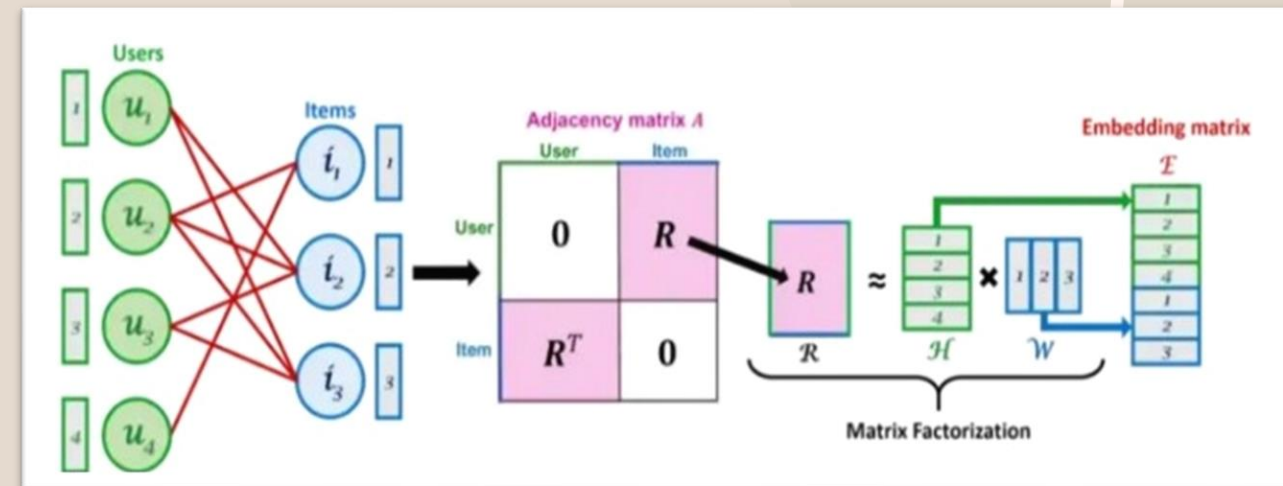 Users
1
u1
2
u2
3
u3
4
u4
Items
i1
1
i2
2
i3
3
Adjacency matrix A
User Item
User
0 R
Item
R^T 0
R
R
≈
1
2
3
4
H
×
1 2 3
W
Matrix Factorization
Embedding matrix
E
1
2
3
4
1
2
3